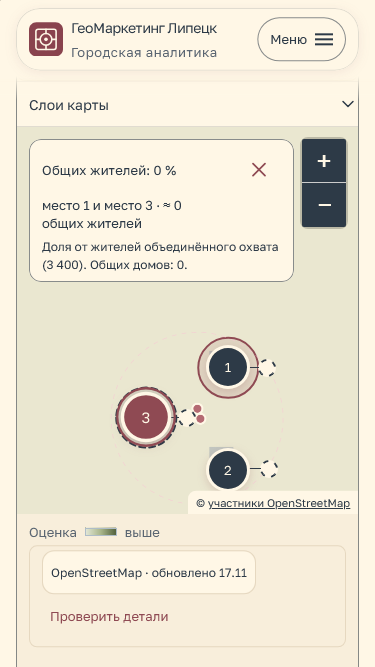 ГеоМаркетинг Липецк
Городская аналитика
Меню
Слои карты
Общих жителей: 0 %
место 1 и место 3 · ≈ 0
общих жителей
Доля от жителей объединённого охвата
(3 400). Общих домов: 0.
+
−
1
3
2
© участники OpenStreetMap
Оценка выше
OpenStreetMap · обновлено 17.11
Проверить детали